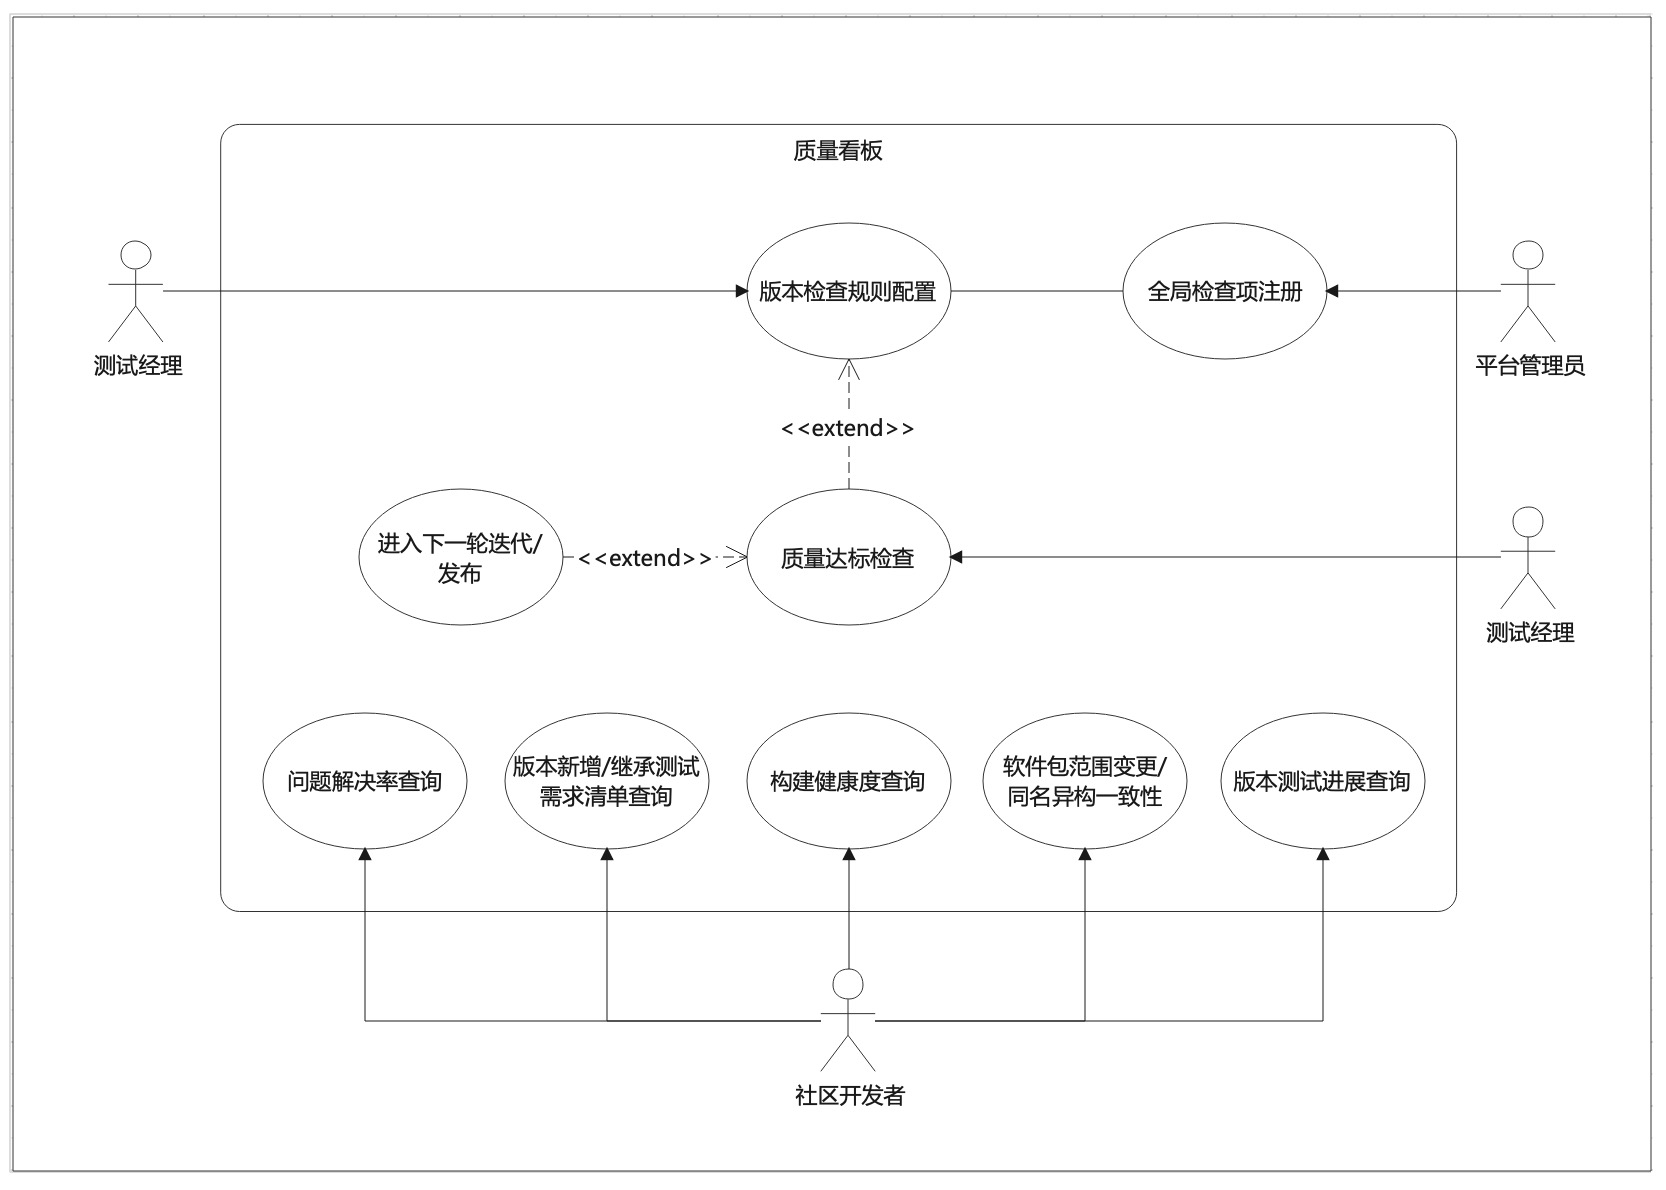 质量看板
版本检查规则配置
全局检查项注册
测试经理
平台管理员
<<extend>>
进入下一轮迭代/
发布
<<extend>>
质量达标检查
测试经理
问题解决率查询
版本新增/继承测试
需求清单查询
构建健康度查询
软件包范围变更/
同名异构一致性
版本测试进展查询
社区开发者